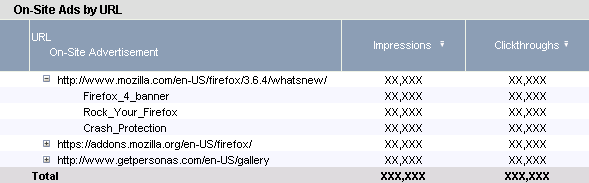 On-Site Ads by URL
URL
On-Site Advertisement Impressions Clickthroughs
http://www.mozilla.com/en-US/firefox/3.6.4/whatsnew/ XX,XXX XX,XXX
Firefox_4_banner XX,XXX XX,XXX
Rock_Your_Firefox XX,XXX XX,XXX
Crash_Protection XX,XXX XX,XXX
https://addons.mozilla.org/en-US/firefox/ XX,XXX XX,XXX
http://www.getpersonas.com/en-US/gallery XX,XXX XX,XXX
Total XXX,XXX XXX,XXX